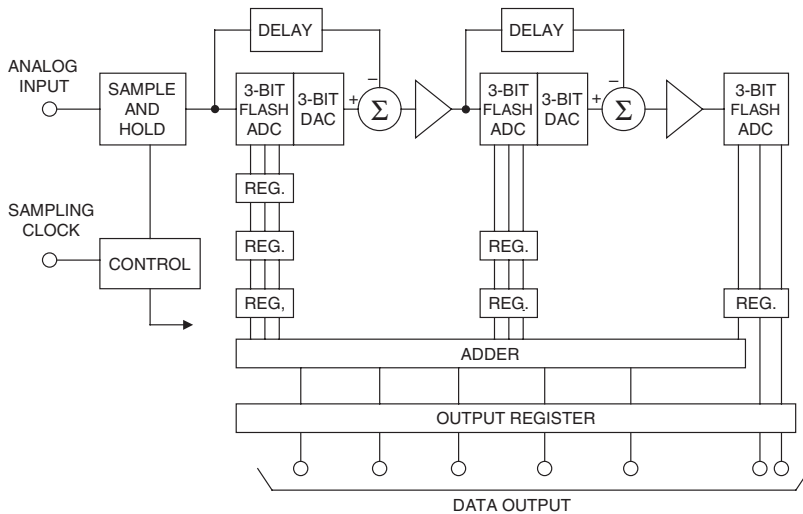 DELAY
DELAY
ANALOG
INPUT
SAMPLE
AND
HOLD
3-BIT
FLASH
ADC
3-BIT
DAC
+
−
Σ
3-BIT
FLASH
ADC
3-BIT
DAC
+
−
Σ
3-BIT
FLASH
ADC
REG.
SAMPLING
CLOCK
CONTROL
REG.
REG.
REG,
REG.
REG.
ADDER
OUTPUT REGISTER
DATA OUTPUT